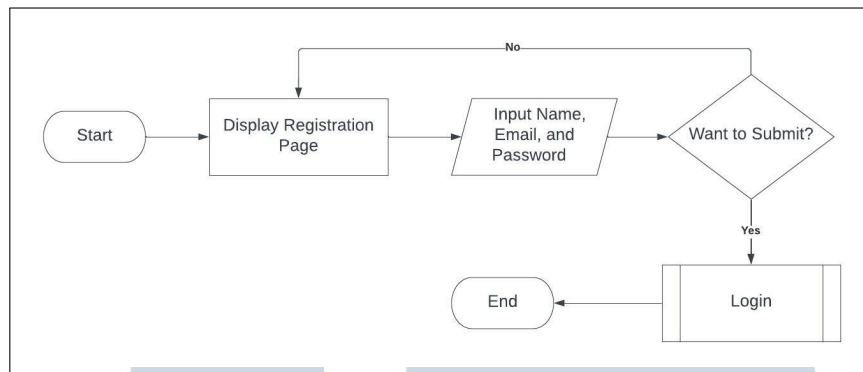 No
Start
Display Registration
Page
Input Name,
Email, and
Password
Want to Submit?
Yes
Login
End